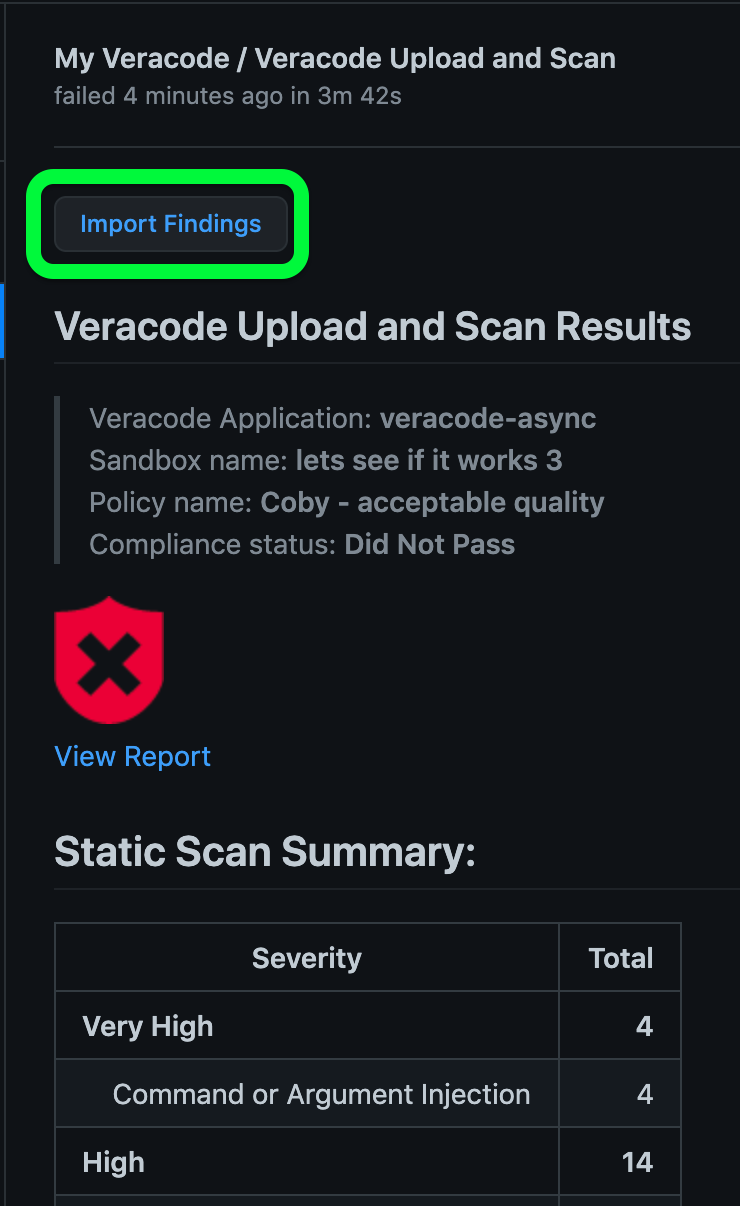 My Veracode / Veracode Upload and Scan
failed 4 minutes ago in 3m 42s
Import Findings
Veracode Upload and Scan Results
Veracode Application: veracode-async
Sandbox name: lets see if it works 3
Policy name: Coby - acceptable quality
Compliance status: Did Not Pass
View Report
Static Scan Summary:
Severity Total
Very High 4
Command or Argument Injection 4
High 14